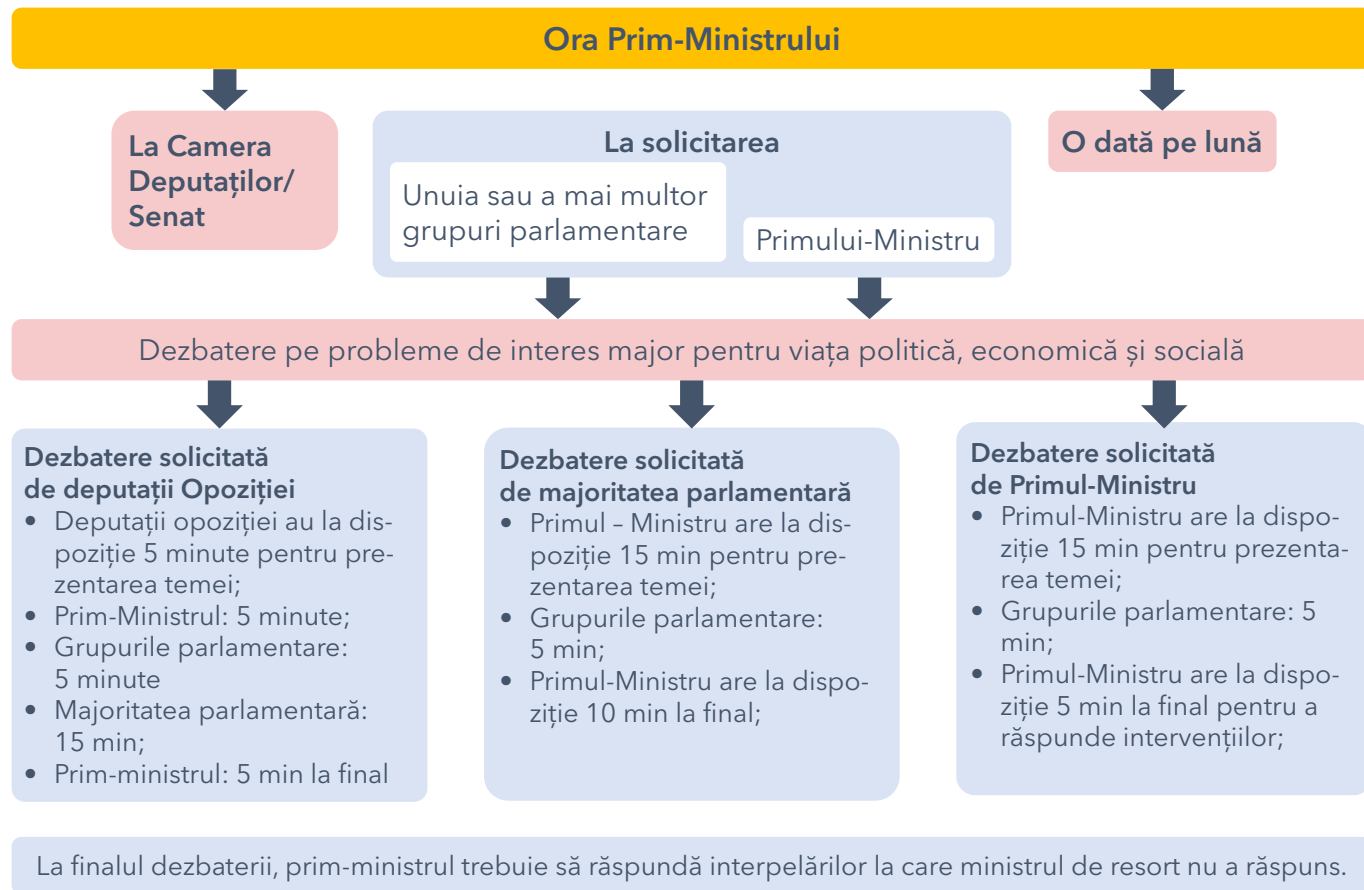 Ora Prim-Ministrului
La Camera
Deputaților/
Senat
La solicitarea
Unuia sau a mai multor
grupuri parlamentare
Primului-Ministru
O dată pe lună
Dezbatere pe probleme de interes major pentru viața politică, economică și socială
Dezbatere solicitată
de deputații Opoziției
• Deputații opoziției au la dis-
poziție 5 minute pentru pre-
zentarea temei;
• Prim-Ministrul: 5 minute;
• Grupurile parlamentare:
5 minute
• Majoritatea parlamentară:
15 min;
• Prim-ministrul: 5 min la final
Dezbatere solicitată
de majoritatea parlamentară
• Primul – Ministru are la dis-
poziție 15 min pentru pre-
zentarea temei;
• Grupurile parlamentare:
5 min;
• Primul-Ministru are la dispo-
ziție 10 min la final;
Dezbatere solicitată
de Primul-Ministru
• Primul-Ministru are la dispo-
ziție 15 min pentru prezenta-
rea temei;
• Grupurile parlamentare: 5
min;
• Primul-Ministru are la dispo-
ziție 5 min la final pentru a
răspunde intervențiilor;
La finalul dezbaterii, prim-ministrul trebuie să răspundă interpelărilor la care ministrul de resort nu a răspuns.